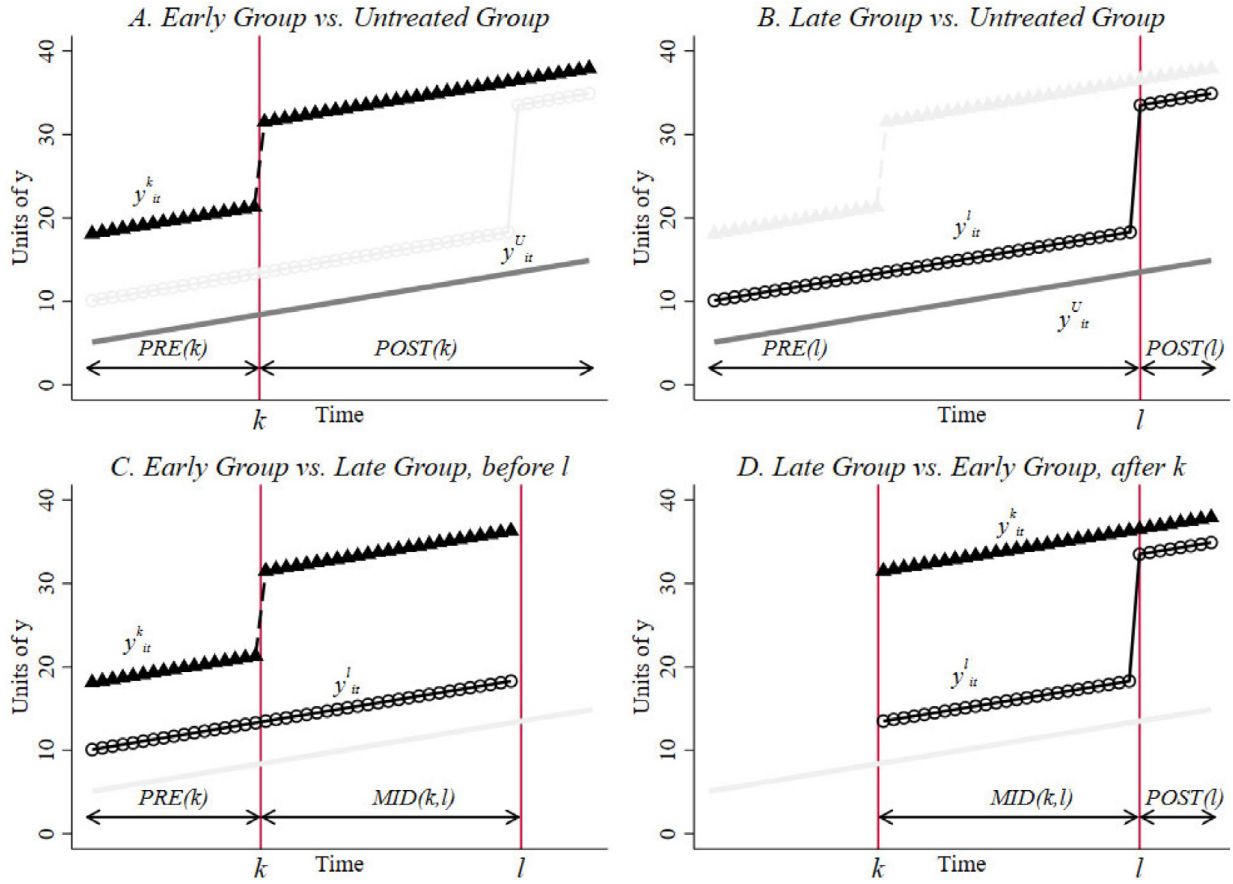 A. Early Group vs. Untreated Group
Units of y
40
30
20
10
0
y^k_it
y^U_it
PRE(k)
POST(k)
k
Time
B. Late Group vs. Untreated Group
Units of y
40
30
20
10
0
y^l_it
y^U_it
PRE(l)
POST(l)
Time
l
C. Early Group vs. Late Group, before l
Units of y
40
30
20
10
0
y^k_it
y^l_it
PRE(k)
MID(k,l)
k
Time
l
D. Late Group vs. Early Group, after k
Units of y
40
30
20
10
0
y^k_it
y^l_it
MID(k,l)
POST(l)
k
Time
l